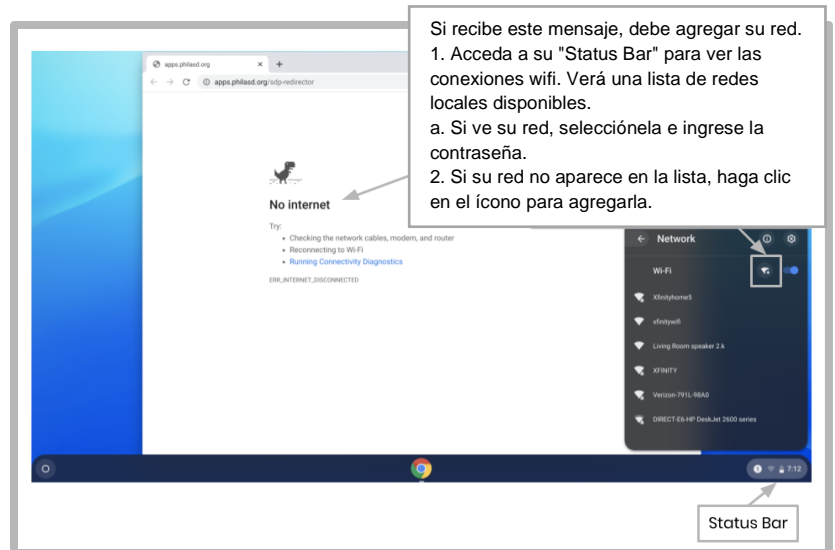 Si recibe este mensaje, debe agregar su red.
1. Acceda a su "Status Bar" para ver las
conexiones wifi. Verá una lista de redes
locales disponibles.
a. Si ve su red, selecciónela e ingrese la
contraseña.
2. Si su red no aparece en la lista, haga clic
en el ícono para agregarla.
apps.philasd.org
apps.philasd.org/sdp-redirector
No internet
Try:
Checking the network cables, modem, and router
Reconnecting to Wi-Fi
Running Connectivity Diagnostics
ERR_INTERNET_DISCONNECTED
Network
Wi-Fi
Xfinityhome5
xfinitywifi
Living Room speaker 2.k
XFINITY
Verizon-791L-98A0
DIRECT-E6-HP DeskJet 2600 series
7:12
Status Bar